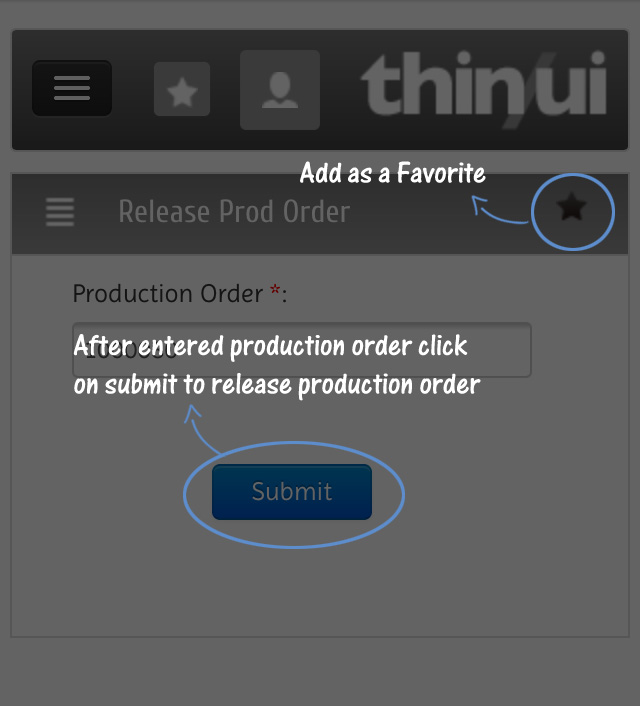 thinui
Add as a Favorite
Release Prod Order
Production Order *:
After entered production order click
on submit to release production order
Submit